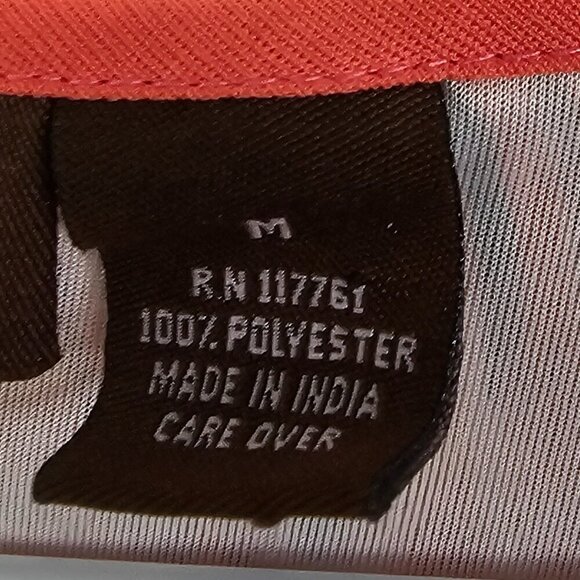 M
R.N 117761
100% POLYESTER
MADE IN INDIA
CARE OVER